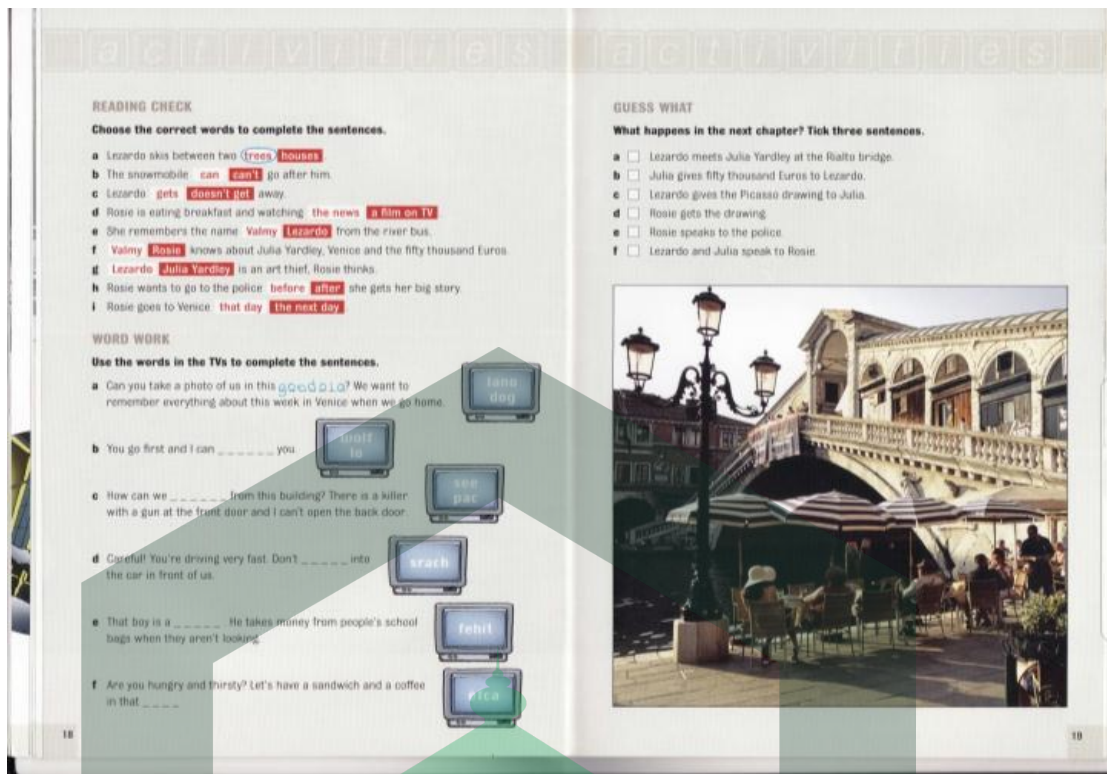 activities activities
READING CHECK
Choose the correct words to complete the sentences.
a Lezardo skis between two trees houses
b The snowmobile can can't go after him.
c Lezardo gets doesn't get away.
d Rosie is eating breakfast and watching the news a film on TV
e She remembers the name Valmy Lezardo from the river bus.
f Valmy Rosie knows about Julia Yardley, Venice and the fifty thousand Euros.
g Lezardo Julia Yardley is an art thief, Rosie thinks.
h Rosie wants to go to the police before after she gets her big story.
i Rosie goes to Venice that day the next day
WORD WORK
Use the words in the TVs to complete the sentences.
a Can you take a photo of us in this ? We want to
remember everything about this week in Venice when we go home.
dog
b You go first and I can _ _ _ _ _ _ you.
lo
c How can we _ _ _ _ _ _ from this building? There is a killer
with a gun at the front door and I can't open the back door.
see
pac
d Careful! You're driving very fast. Don't _ _ _ _ _ into
the car in front of us.
srach
e That boy is a _ _ _ _ _ He takes money from people's school
bags when they aren't looking.
fehit
f Are you hungry and thirsty? Let's have a sandwich and a coffee
in that _ _ _ _
18
GUESS WHAT
What happens in the next chapter? Tick three sentences.
a Lezardo meets Julia Yardley at the Rialto bridge.
b Julia gives fifty thousand Euros to Lezardo.
c Lezardo gives the Picasso drawing to Julia.
d Rosie gets the drawing.
e Rosie speaks to the police.
f Lezardo and Julia speak to Rosie.
19